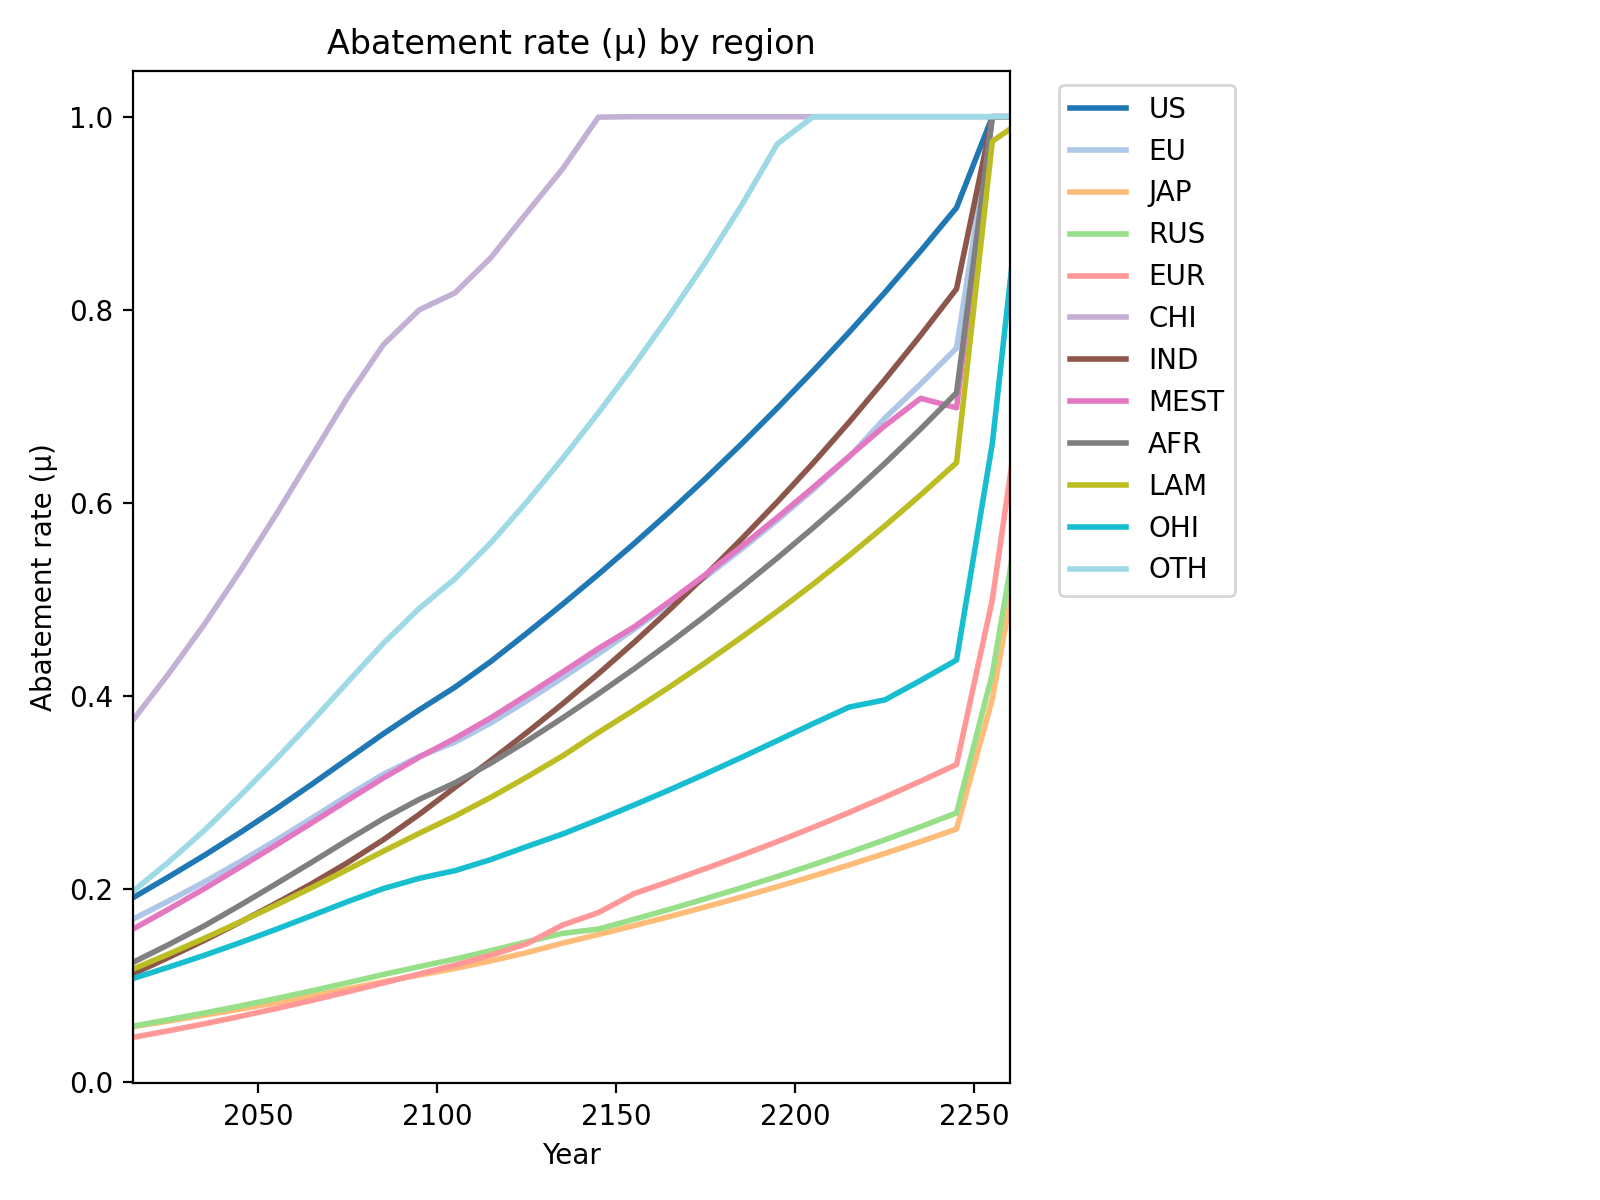 Abatement rate (μ) by region
Abatement rate (μ)
1.0
0.8
0.6
0.4
0.2
0.0
2050
2100
2150
2200
2250
Year
US
EU
JAP
RUS
EUR
CHI
IND
MEST
AFR
LAM
OHI
OTH